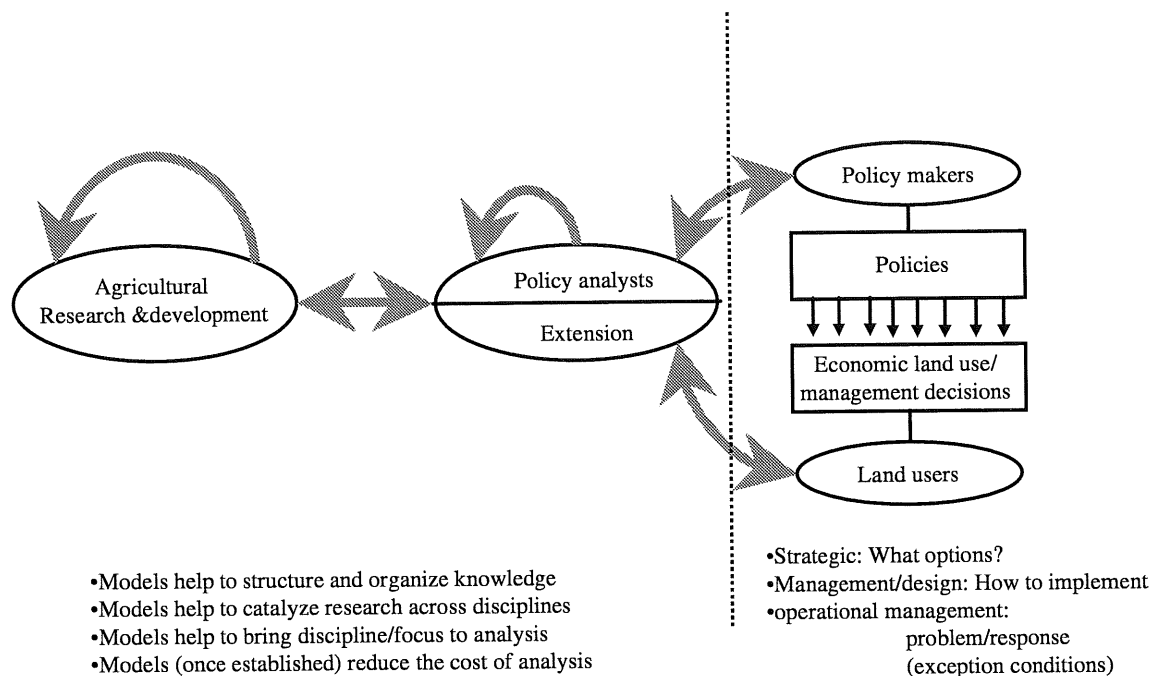 Policy makers
Policies
Agricultural
Research &development
Policy analysts
Extension
Economic land use/
management decisions
Land users
•Models help to structure and organize knowledge
•Models help to catalyze research across disciplines
•Models help to bring discipline/focus to analysis
•Models (once established) reduce the cost of analysis
•Strategic: What options?
•Management/design: How to implement
•operational management:
problem/response
(exception conditions)